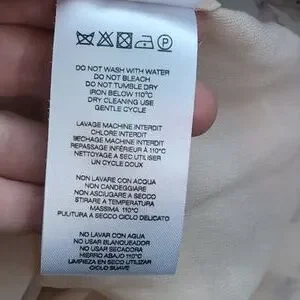 DO NOT WASH WITH WATER
DO NOT BLEACH
DO NOT TUMBLE DRY
IRON BELOW 110°C
DRY CLEANING USE
GENTLE CYCLE
LAVAGE MACHINE INTERDIT
CHLORE INTERDIT
SECHAGE MACHINE INTERDIT
REPASSAGE INFÉRIEUR À 110°C
NETTOYAGE A SEC UTILISER
UN CYCLE DOUX
NON LAVARE CON ACQUA
NON CANDEGGIARE
NON ASCIUGARE A SECCO
STIRARE A TEMPERATURA
MASSIMA 110°C
PULITURA A SECCO CICLO DELICATO
NO LAVAR CON AGUA
NO USAR BLANQUEADOR
NO USAR SECADORA
HIERRO ABAJO 110°C
LIMPIEZA EN SECO USE EL
CICLO SUAVE